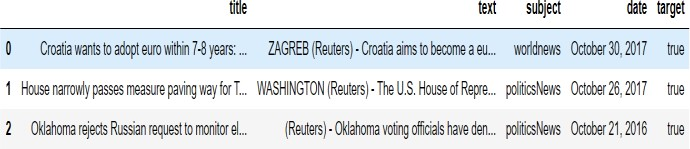 title text subject date target
0 Croatia wants to adopt euro within 7-8 years: ... ZAGREB (Reuters) - Croatia aims to become a eu... worldnews October 30, 2017 true
1 House narrowly passes measure paving way for T... WASHINGTON (Reuters) - The U.S. House of Repre... politicsNews October 26, 2017 true
2 Oklahoma rejects Russian request to monitor el... (Reuters) - Oklahoma voting officials have den... politicsNews October 21, 2016 true